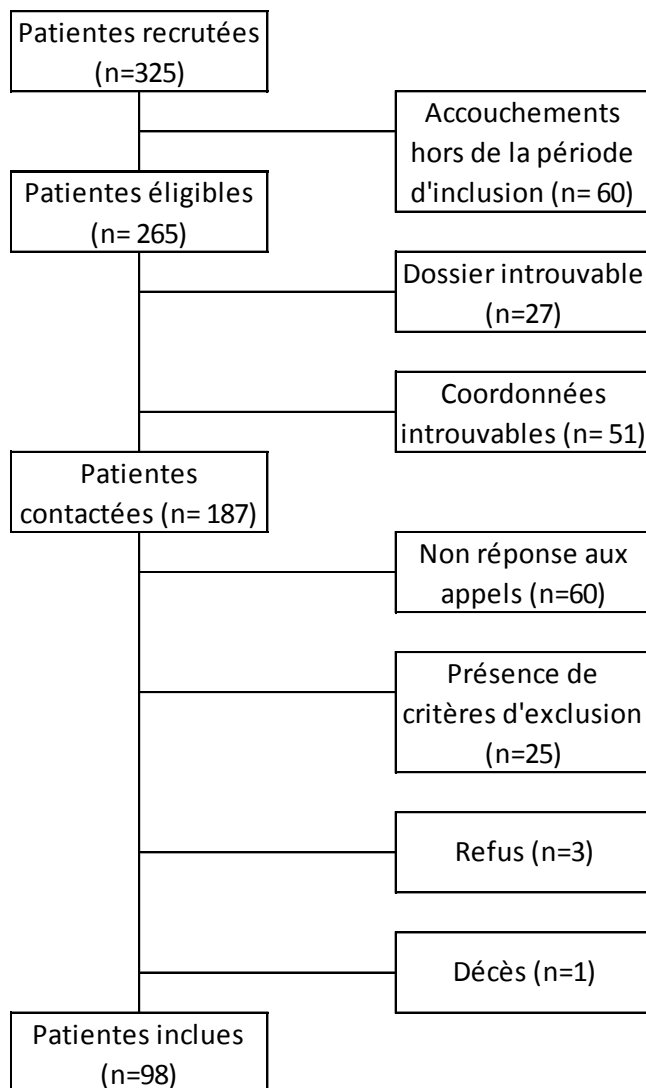 Patientes recrutées
(n=325)
Accouchements
hors de la période
d'inclusion (n= 60)
Patientes éligibles
(n= 265)
Dossier introuvable
(n=27)
Coordonnées
introuvables (n= 51)
Patientes
contactées (n= 187)
Non réponse aux
appels (n=60)
Présence de
critères d'exclusion
(n=25)
Refus (n=3)
Décès (n=1)
Patientes inclues
(n=98)